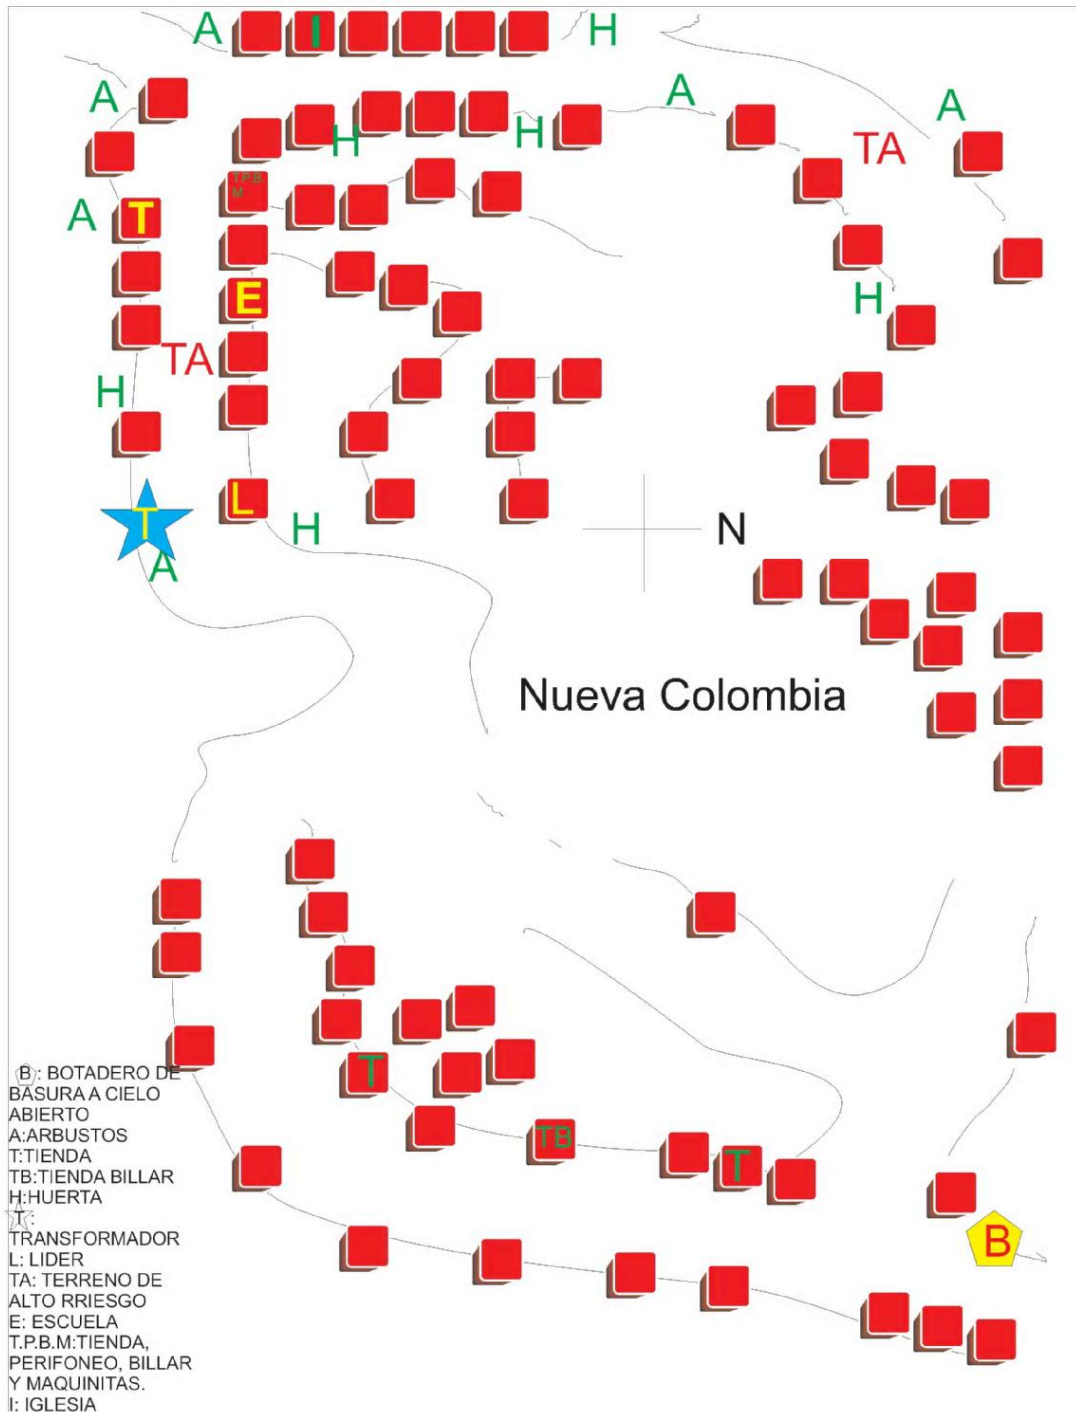 A I H
A
A
A
H
H
TA
T.P.B.
M
A
T
E
H
TA
H
L
H
N
T
A
Nueva Colombia
T
TB
T
B
B : BOTADERO DE
BASURA A CIELO
ABIERTO
A:ARBUSTOS
T:TIENDA
TB:TIENDA BILLAR
H:HUERTA
T :
TRANSFORMADOR
L: LIDER
TA: TERRENO DE
ALTO RRIESGO
E: ESCUELA
T.P.B.M:TIENDA,
PERIFONEO, BILLAR
Y MAQUINITAS.
I: IGLESIA